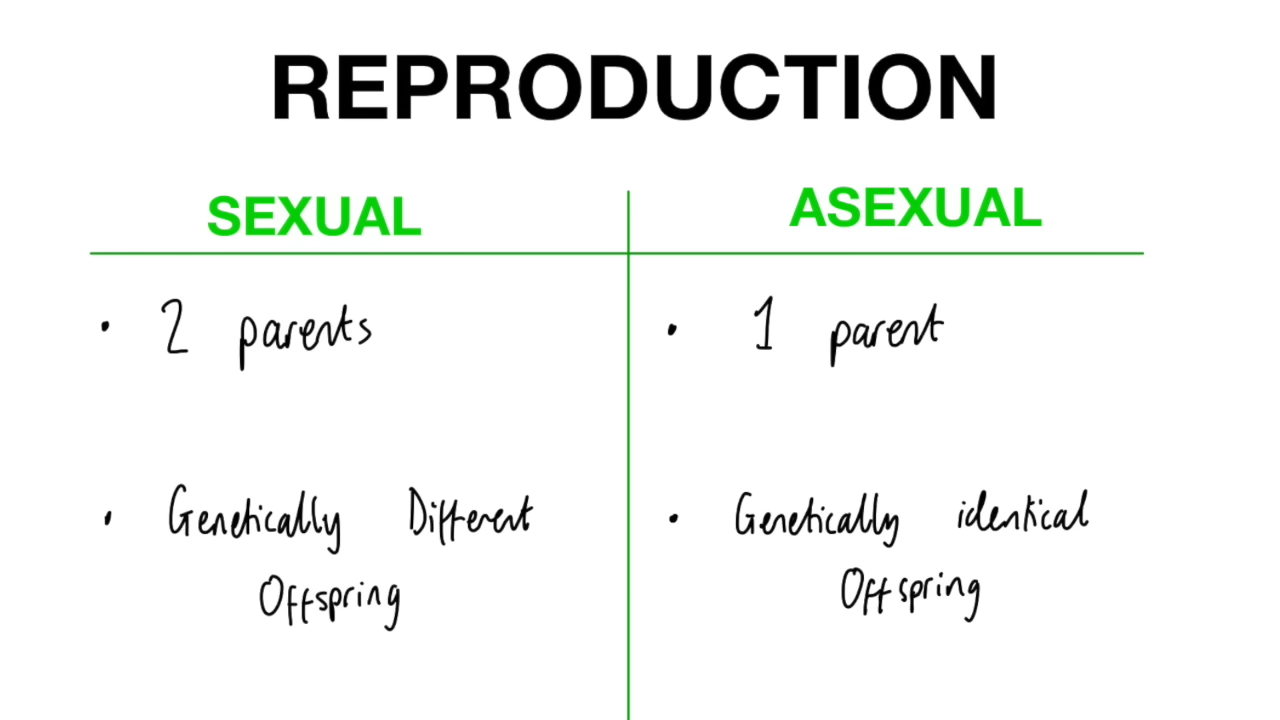 REPRODUCTION
SEXUAL
• 2 parents
• Genetically Different
Offspring
ASEXUAL
• 1 parent
• Genetically identical
Offspring